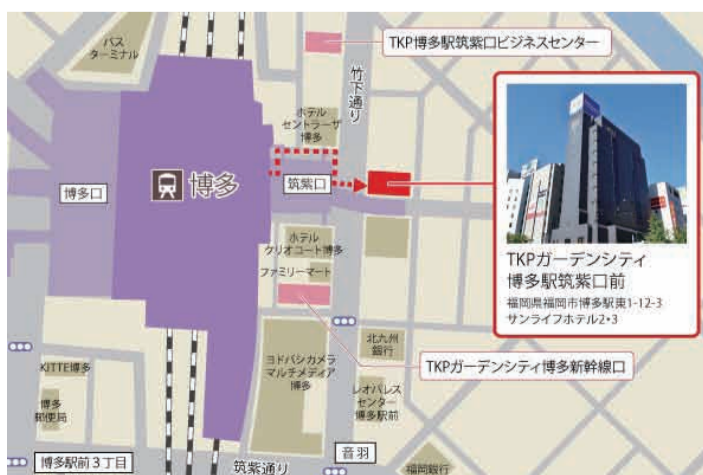 バス
ターミナル
TKP博多駅筑紫口ビジネスセンター
竹下通り
ホテル
セントラーザ
博多
博多口
博多
筑紫口
ホテル
クリオコート博多
ファミリーマート
TKPガーデンシティ
博多駅筑紫口前
福岡県福岡市博多駅東1-12-3
サンライフホテル2・3
ヨドバシカメラ
マルチメディア
博多
北九州
銀行
TKPガーデンシティ博多新幹線口
KITTE博多
博多
郵便局
レオパレス
センター
博多駅前
博多駅前3丁目
筑紫通り
音羽
福岡銀行